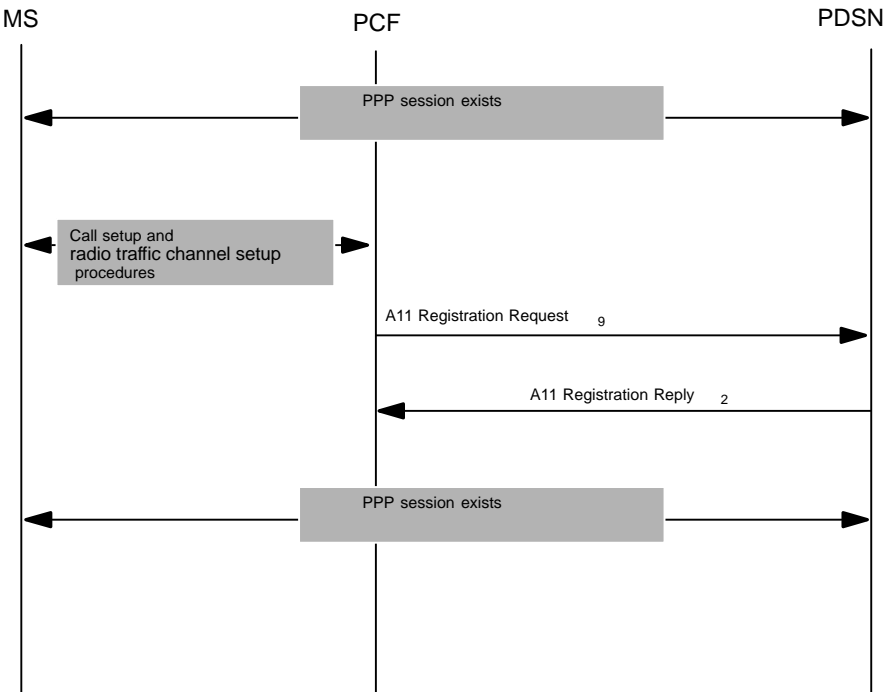 MS
PCF
PDSN
PPP session exists
Call setup and
radio traffic channel setup
procedures
A11 Registration Request 9
A11 Registration Reply 2
PPP session exists